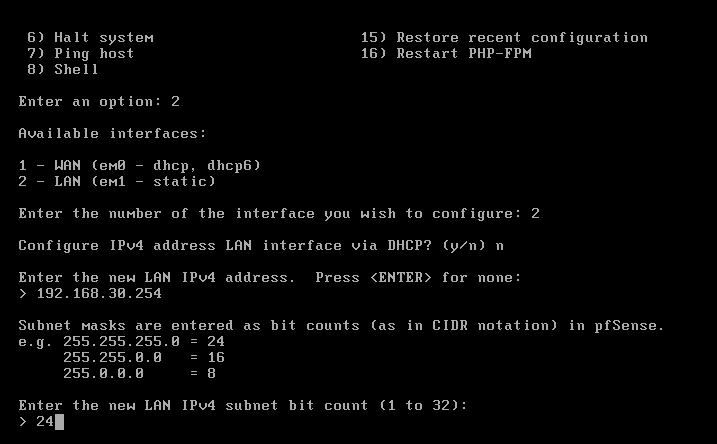 6) Halt system                       15) Restore recent configuration
7) Ping host                         16) Restart PHP-FPM
8) Shell
Enter an option: 2
Available interfaces:
1 - WAN (em0 - dhcp, dhcp6)
2 - LAN (em1 - static)
Enter the number of the interface you wish to configure: 2
Configure IPv4 address LAN interface via DHCP? (y/n) n
Enter the new LAN IPv4 address.  Press <ENTER> for none:
> 192.168.30.254
Subnet masks are entered as bit counts (as in CIDR notation) in pfSense.
e.g. 255.255.255.0 = 24
     255.255.0.0   = 16
     255.0.0.0     = 8
Enter the new LAN IPv4 subnet bit count (1 to 32):
> 24